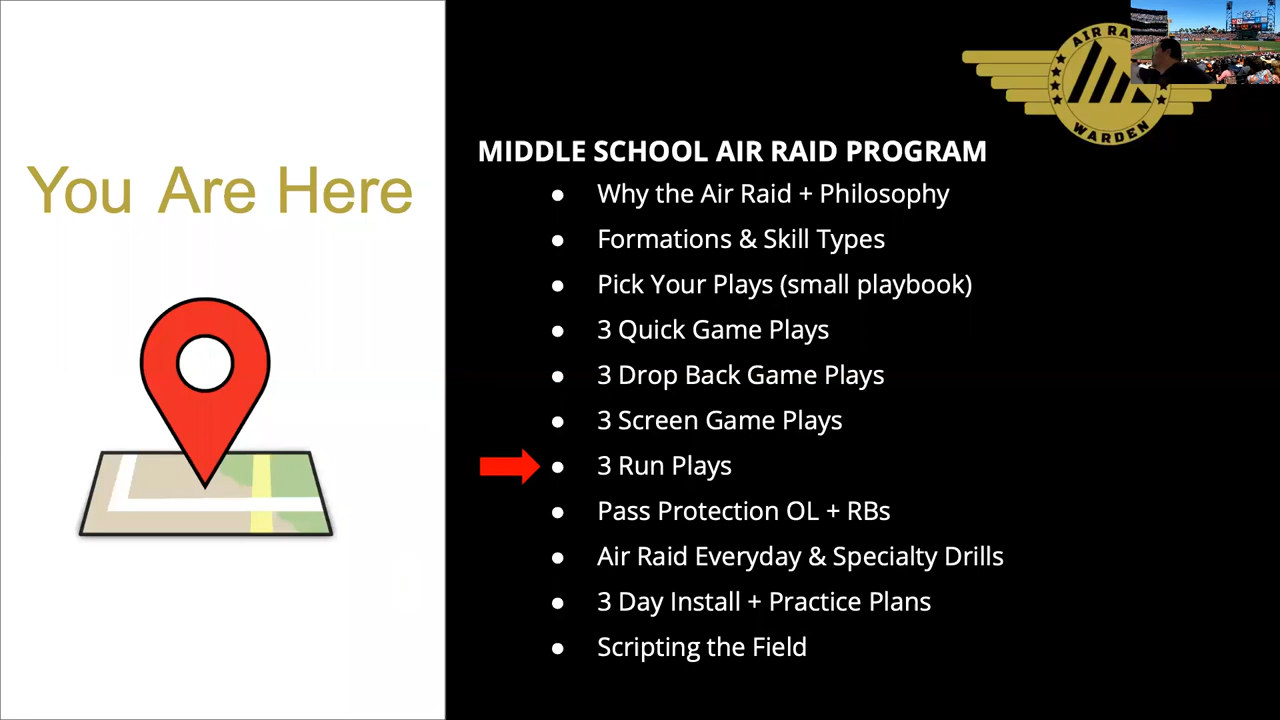 AIR RA
WARDEN
You Are Here
MIDDLE SCHOOL AIR RAID PROGRAM
● Why the Air Raid + Philosophy
● Formations & Skill Types
● Pick Your Plays (small playbook)
● 3 Quick Game Plays
● 3 Drop Back Game Plays
● 3 Screen Game Plays
● 3 Run Plays
● Pass Protection OL + RBs
● Air Raid Everyday & Specialty Drills
● 3 Day Install + Practice Plans
● Scripting the Field